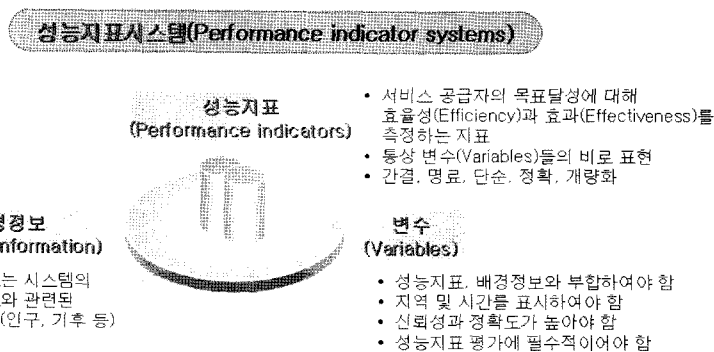 성능지표시스템(Performance indicator systems)
성능지표
(Performance indicators)
• 서비스 공급자의 목표달성에 대해
효율성(Efficiency)과 효과(Effectiveness)를
측정하는 지표
• 통상 변수(Variables)들의 비로 표현
• 간결, 명료, 단순, 정확, 개량화
경정보
nformation)
는 시스템의
와 관련된
(인구, 기후 등)
변수
(Variables)
• 성능지표, 배경정보와 부합하여야 함
• 지역 및 시간를 표시하여야 함
• 신뢰성과 정확도가 높아야 함
• 성능지표 평가에 필수적이어야 함